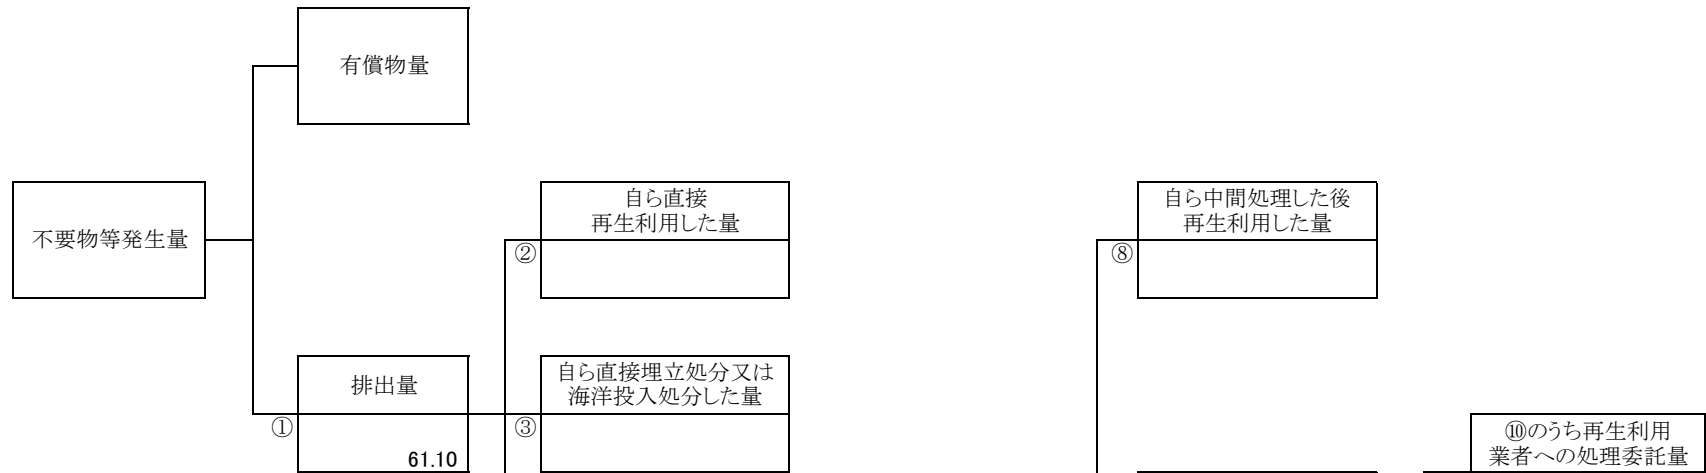 有償物量
不要物等発生量
自ら直接
再生利用した量
②
自ら中間処理した後
再生利用した量
⑧
排出量
①
61.10
自ら直接埋立処分又は
海洋投入処分した量
③
⑩のうち再生利用
業者への処理委託量